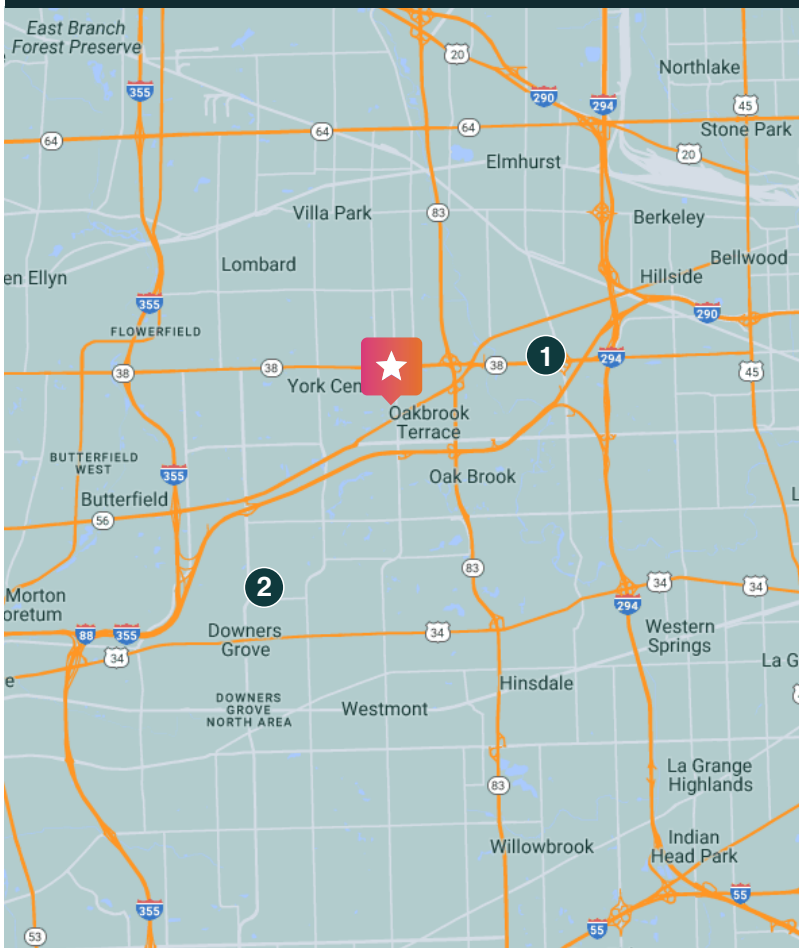 East Branch
Forest Preserve
20
Northlake
355
290
294
45
64
64
64
Stone Park
20
Elmhurst
Villa Park
83
Berkeley
Lombard
Bellwood
en Ellyn
Hillside
355
290
FLOWERFIELD
1
294
38
38
38
45
York Cen
Oakbrook
Terrace
BUTTERFIELD
WEST
355
Oak Brook
Butterfield
L
56
83
2
34
34
Morton
oretum
294
88
355
Downers
Grove
34
Western
Springs
34
La G
e
Hinsdale
DOWNERS
GROVE
NORTH AREA
Westmont
La Grange
Highlands
83
Willowbrook
Indian
Head Park
55
355
55
53